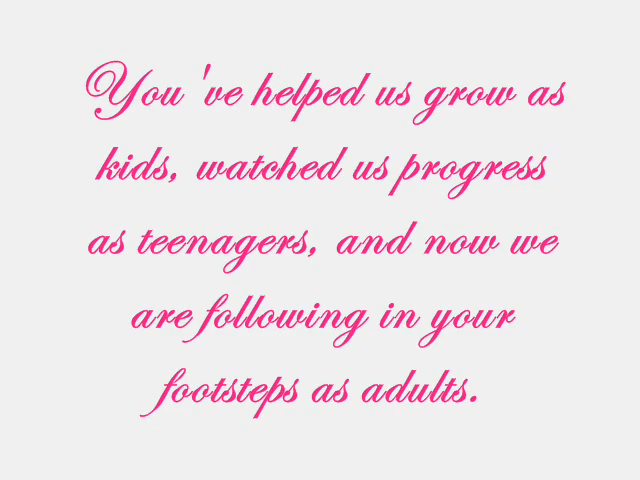 You 've helped us grow as
kids, watched us progress
as teenagers, and now we
are following in your
footsteps as adults.